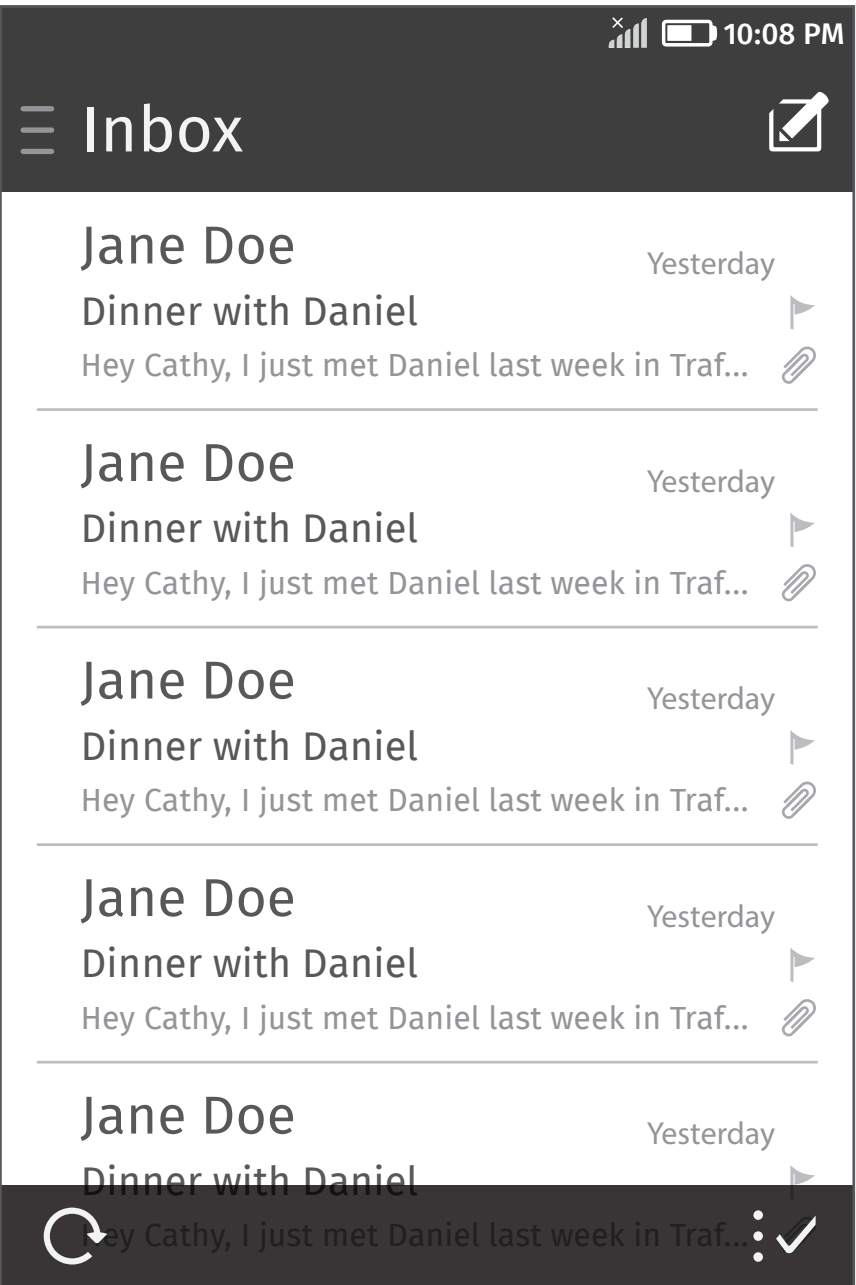 10:08 PM
Inbox
Jane Doe
Yesterday
Dinner with Daniel
Hey Cathy, I just met Daniel last week in Traf...
Jane Doe
Yesterday
Dinner with Daniel
Hey Cathy, I just met Daniel last week in Traf...
Jane Doe
Yesterday
Dinner with Daniel
Hey Cathy, I just met Daniel last week in Traf...
Jane Doe
Yesterday
Dinner with Daniel
Hey Cathy, I just met Daniel last week in Traf...
Jane Doe
Yesterday
Dinner with Daniel
Hey Cathy, I just met Daniel last week in Traf...